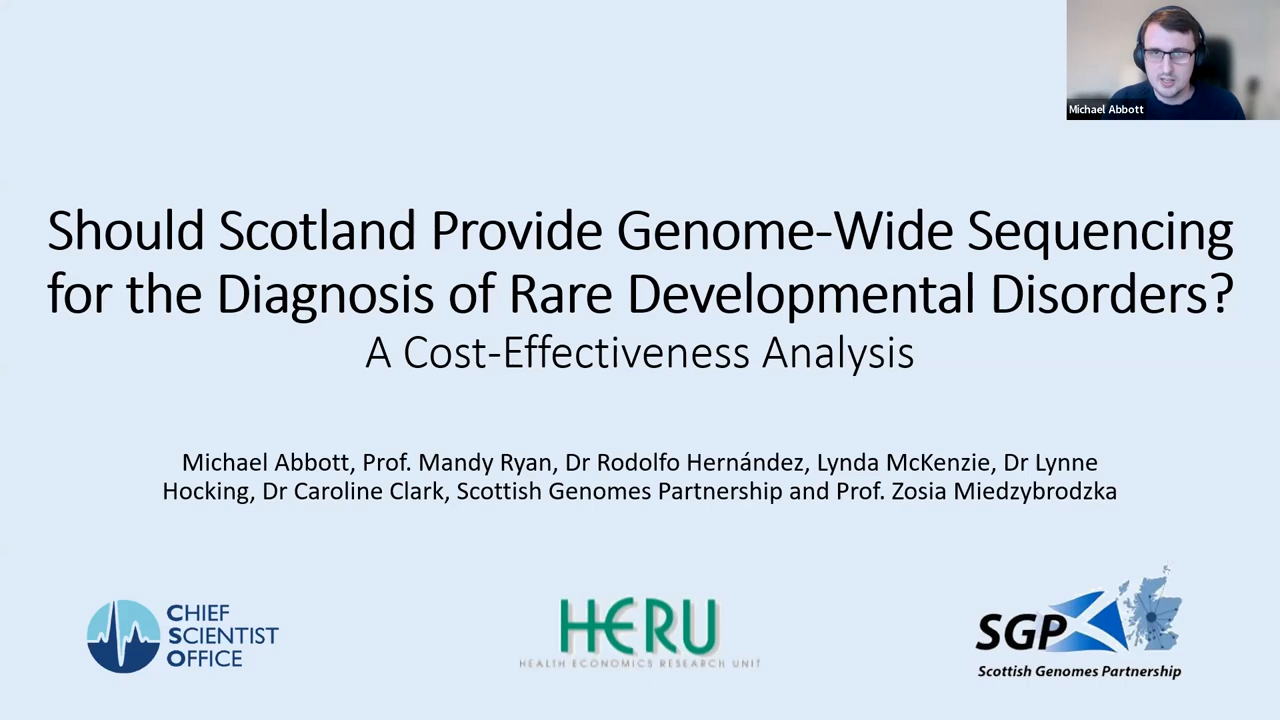 Michael Abbott
Should Scotland Provide Genome-Wide Sequencing
for the Diagnosis of Rare Developmental Disorders?
A Cost-Effectiveness Analysis
Michael Abbott, Prof. Mandy Ryan, Dr Rodolfo Hernández, Lynda McKenzie, Dr Lynne
Hocking, Dr Caroline Clark, Scottish Genomes Partnership and Prof. Zosia Miedzybrodzka
CHIEF
SCIENTIST
OFFICE
HERU
HEALTH ECONOMICS RESEARCH UNIT
SGP
Scottish Genomes Partnership